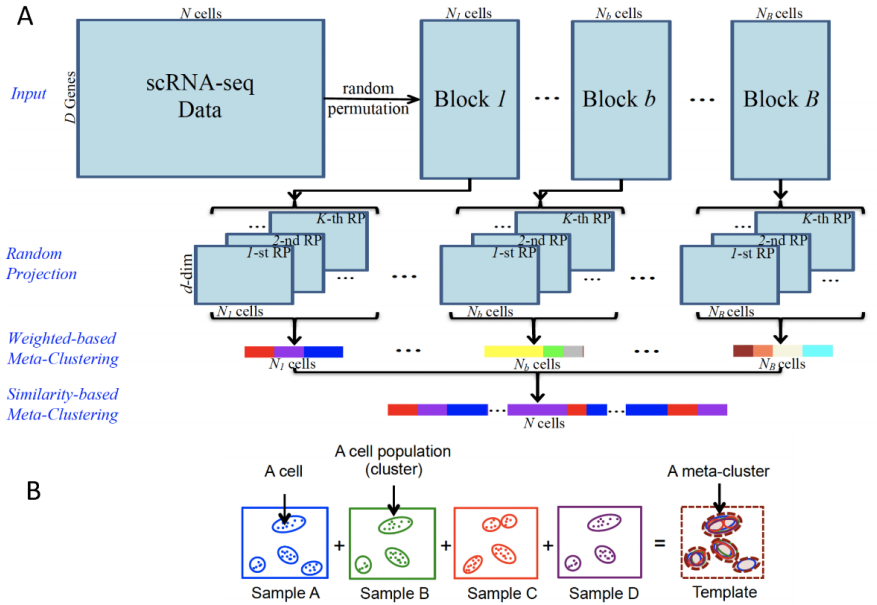 A
N cells
N1 cells
Nb cells
NB cells
Input
D Genes
scRNA-seq
Data
random
permutation
Block 1
...
Block b
...
Block B
Random
Projection
d-dim
... K-th RP
2-nd RP
1-st RP
...
N1 cells
...
... K-th RP
2-nd RP
1-st RP
...
Nb cells
...
... K-th RP
2-nd RP
1-st RP
...
NB cells
Weighted-based
Meta-Clustering
...
...
N1 cells
Nb cells
NB cells
Similarity-based
Meta-Clustering
...
...
N cells
B
A cell
A cell population
(cluster)
A meta-cluster
+ + + =
Sample A
Sample B
Sample C
Sample D
Template